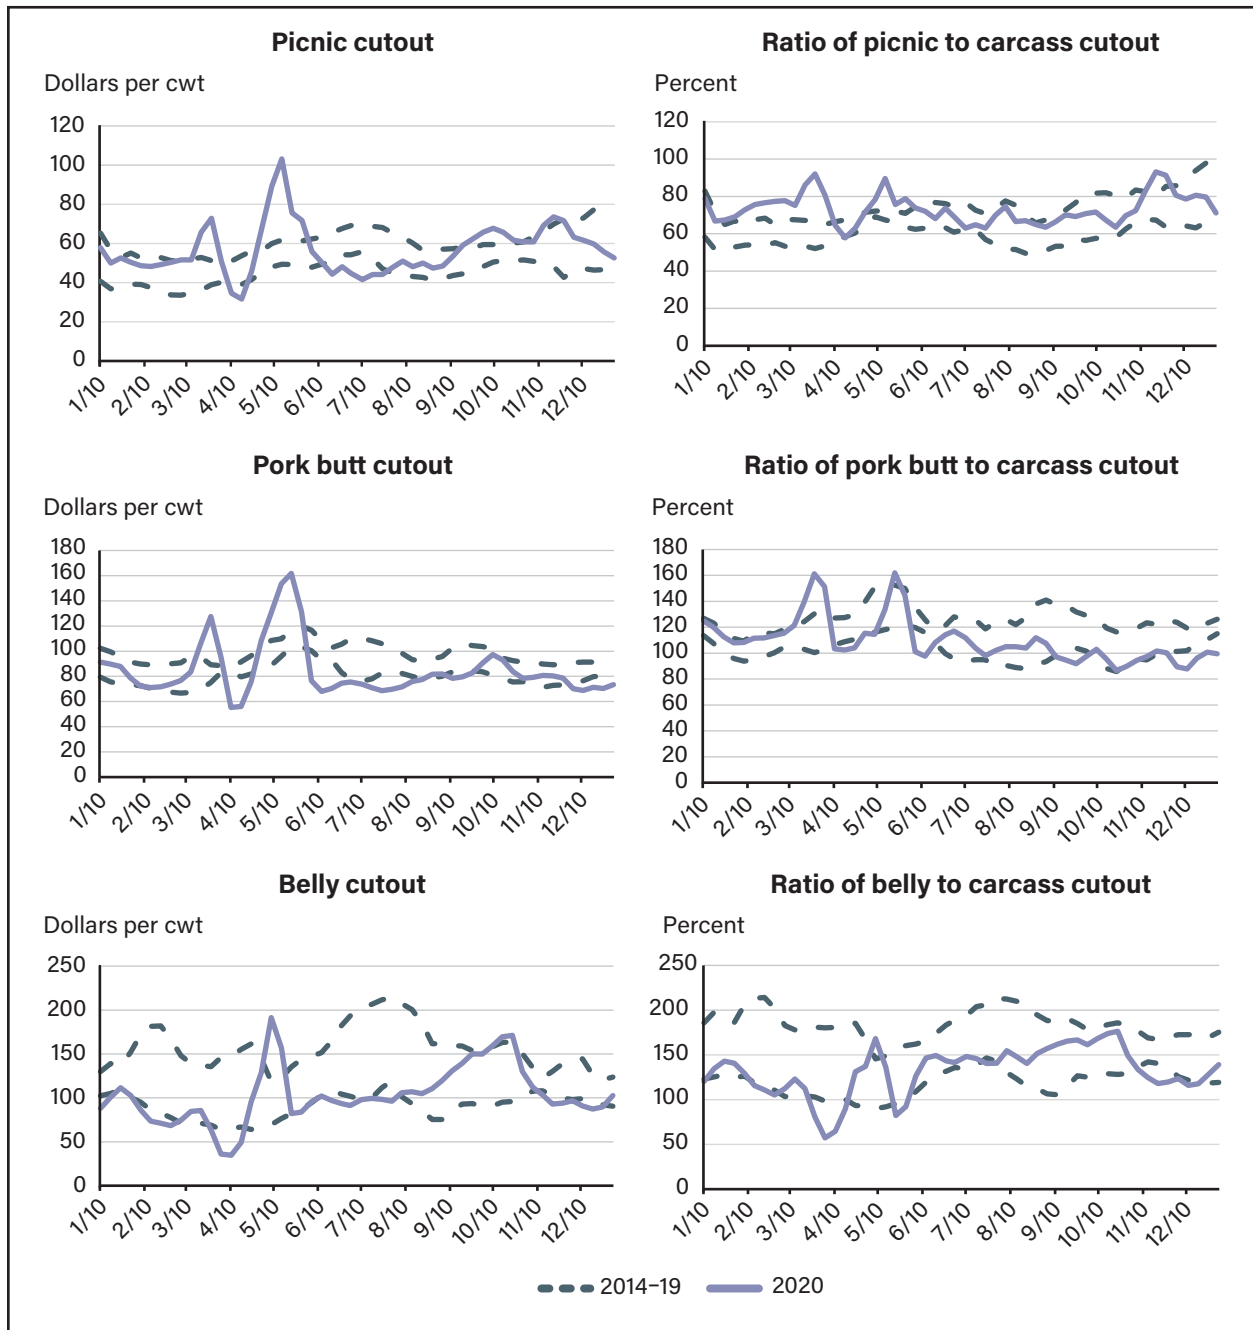 Picnic cutout
Dollars per cwt
120
100
80
60
40
20
0
1/10 2/10 3/10 4/10 5/10 6/10 7/10 8/10 9/10 10/10 11/10 12/10
Ratio of picnic to carcass cutout
Percent
120
100
80
60
40
20
0
1/10 2/10 3/10 4/10 5/10 6/10 7/10 8/10 9/10 10/10 11/10 12/10
Pork butt cutout
Dollars per cwt
180
160
140
120
100
80
60
40
20
0
1/10 2/10 3/10 4/10 5/10 6/10 7/10 8/10 9/10 10/10 11/10 12/10
Ratio of pork butt to carcass cutout
Percent
180
160
140
120
100
80
60
40
20
0
1/10 2/10 3/10 4/10 5/10 6/10 7/10 8/10 9/10 10/10 11/10 12/10
Belly cutout
Dollars per cwt
250
200
150
100
50
0
1/10 2/10 3/10 4/10 5/10 6/10 7/10 8/10 9/10 10/10 11/10 12/10
Ratio of belly to carcass cutout
Percent
250
200
150
100
50
0
1/10 2/10 3/10 4/10 5/10 6/10 7/10 8/10 9/10 10/10 11/10 12/10
2014–19 2020